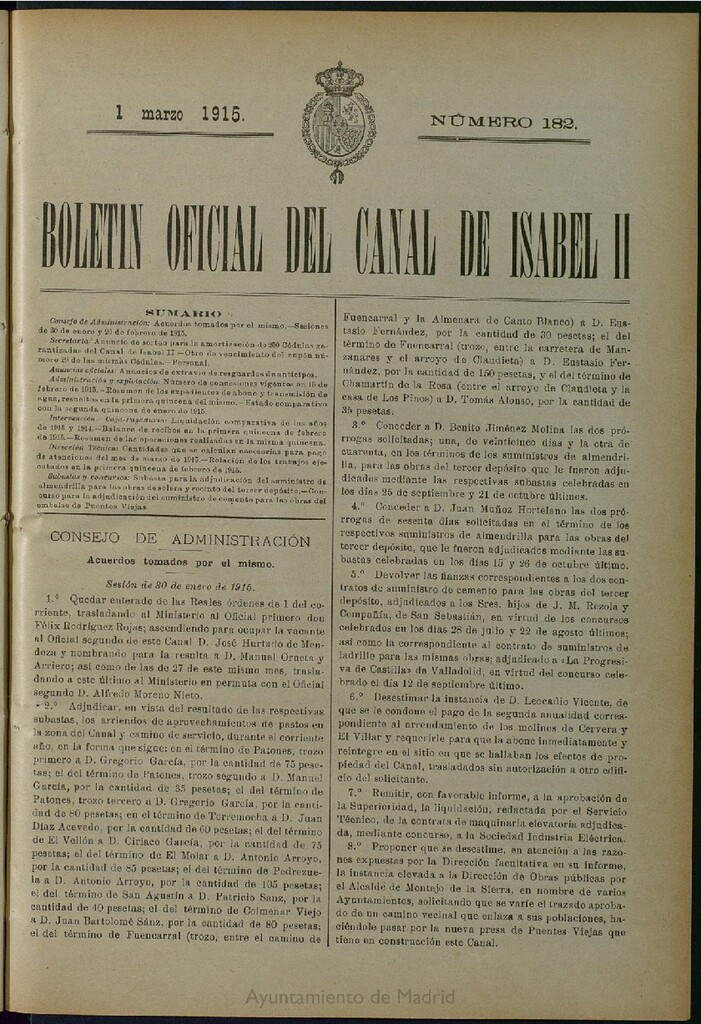 1 marzo 1915.
NÚMERO 182.
BOLETIN OFICIAL DEL CANAL DE ISABEL II
SUMARIO
Consejo de Administración: Acuerdos tomados por el mismo.—Sesiones
de 30 de enero y 20 de febrero de 1915.
Secretaría: Anuncio de sorteo para la amortización de 200 Cédulas ga-
rantizadas del Canal de Isabel II—Otro de vencimiento del cupón nú-
mero 29 de las mismas Cédulas.—Personal.
Anuncios oficiales: Anuncios de extravío de resguardos de anticipos.
Administración y explotación: Número de concesiones vigentes en 15 de
febrero de 1915.—Resumen de los expedientes de abono y transmisión de
agua, resueltos en la primera quincena del mismo.—Estado comparativo
con la segunda quincena de enero de 1915.
Intervención. Caja-Pagaduría: Liquidación comparativa de los años
de 1915 y 1914.—Balance de recibos en la primera quincena de febrero
de 1915.—Resumen de las operaciones realizadas en la misma quincena.
Dirección Técnica: Cantidades que se calculan necesarias para pago
de atenciones del mes de marzo 1915.—Relación de los trabajos eje-
cutados en la primera quincena de febrero de 1915.
Subastas y concursos: Subasta para la adjudicación del suministro de
almendrilla para las obras de solera y recinto del tercer depósito.—Con-
curso para la adjudicación del suministro de cemento para las obras del
embalse de Puentes Viejas
CONSEJO DE ADMINISTRACIÓN
Acuerdos tomados por el mismo.
Sesión de 30 de enero de 1915.
1.º Quedar enterado de las Reales órdenes de 1 del co-
rriente, trasladando al Ministerio al Oficial primero don
Félix Rodríguez Rojas; ascendiendo para ocupar la vacante
al Oficial segundo de este Canal D. José Hurtado de Men-
doza y nombrando para la resulta a D. Manuel Orueta y
Arriero; así como de las de 27 de este mismo mes, trasla-
dando a este último al Ministerio en permuta con el Oficial
segundo D. Alfredo Moreno Nieto.
2.º Adjudicar, en vista del resultado de las respectivas
subastas, los arriendos de aprovechamientos de pastos en
la zona del Canal y camino de servicio, durante el corriente
año, en la forma que sigue: en el término de Patones, trozo
primero a D. Gregorio García, por la cantidad de 75 pese-
tas; el del término de Patones, trozo segundo a D. Manuel
García, por la cantidad de 35 pesetas; el del término de
Patones, trozo tercero a D. Gregorio García, por la canti-
dad de 80 pesetas; en el término de Torremocha a D. Juan
Díaz Acevedo, por la cantidad de 60 pesetas; el del término
de El Vellón a D. Ciriaco García, por la cantidad de 75
pesetas; el del término de El Molar a D. Antonio Arroyo,
por la cantidad de 85 pesetas; el del término de Pedrezue-
la a D. Antonio Arroyo, por la cantidad de 105 pesetas;
el del término de San Agustín a D. Patricio Sanz, por la
cantidad de 40 pesetas; el del término de Colmenar Viejo
a D. Juan Bartolomé Sánz, por la cantidad de 80 pesetas;
el del término de Fuencarral (trozo, entre el camino de
Fuencarral y la Almenara de Canto Blanco) a D. Eus-
tasio Fernández, por la cantidad de 30 pesetas; el del
término de Fuencarral (trozo, entre la carretera de Man-
zanares y el arroyo de Clandieta) a D. Eustasio Fer-
nández, por la cantidad de 150 pesetas, y el del término de
Chamartín de la Rosa (entre el arroyo de Clandieta y la
casa de Los Pinos) a D. Tomás Alonso, por la cantidad de
35 pesetas.
3.º Conceder a D. Benito Jiménez Molina las dos pró-
rrogas solicitadas; una, de veinticinco días y la otra de
cuarenta, en los términos de los suministros de almendri-
lla, para las obras del tercer depósito que le fueron adju-
dicados mediante las respectivas subastas celebradas en
los días 25 de septiembre y 21 de octubre últimos.
4.º Conceder a D. Juan Muñoz Hortelano las dos pró-
rrogas de sesenta días solicitadas en el término de los
respectivos suministros de almendrilla para las obras del
tercer depósito, que le fueron adjudicados mediante las su-
bastas celebradas en los días 15 y 26 de octubre último.
5.º Devolver las fianzas correspondientes a los dos con-
tratos de suministro de cemento para las obras del tercer
depósito, adjudicados a los Sres. hijos de J. M. Rezola y
Compañía, de San Sebastián, en virtud de los concursos
celebrados en los días 28 de julio y 22 de agosto últimos;
así como la correspondiente al contrato de suministros de
ladrillo para las mismas obras; adjudicado a «La Progresi-
va de Castilla» de Valladolid, en virtud del concurso cele-
brado el día 12 de septiembre último.
6.º Desestimar la instancia de D. Leocadio Vicente, de
que se le condone el pago de la segunda anualidad corres-
pondiente al arrendamiento de los molinos de Cervera y
El Villar y requerirle para que la abone inmediatamente y
reintegre en el sitio en que se hallaban los efectos de pro-
piedad del Canal, trasladados sin autorización a otro edifi-
cio del solicitante.
7.º Remitir, con favorable informe, a la aprobación de
la Superioridad, la liquidación, redactada por el Servicio
Técnico, de la contrata de maquinaria elevatoria adjudica-
da, mediante concurso, a la Sociedad Industria Eléctrica.
8.º Proponer que se desestime, en atención a las razo-
nes expuestas por la Dirección facultativa en su informe,
la instancia elevada a la Dirección de Obras públicas por
el Alcalde de Montejo de la Sierra, en nombre de varios
Ayuntamientos, solicitando que se varíe el trazado aproba-
do de un camino vecinal que enlaza a sus poblaciones, ha-
ciéndole pasar por la nueva presa de Puentes Viejas que
tiene en construcción este Canal.
Ayuntamiento de Madrid